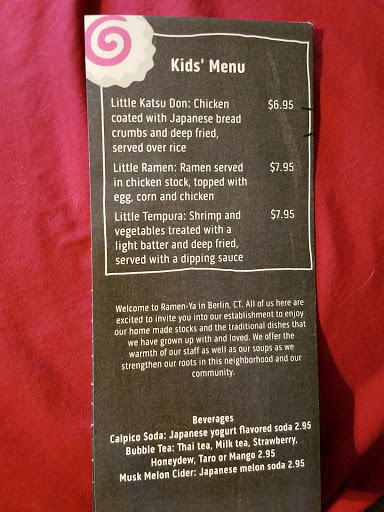 Kids' Menu
Little Katsu Don: Chicken $6.95
coated with Japanese bread
crumbs and deep fried,
served over rice
Little Ramen: Ramen served $7.95
in chicken stock, topped with
egg, corn and chicken
Little Tempura: Shrimp and $7.95
vegetables treated with a
light batter and deep fried,
served with a dipping sauce
Welcome to Ramen-Ya in Berlin, CT. All of us here are
excited to invite you into our establishment to enjoy
our home made stocks and the traditional dishes that
we have grown up with and loved. We offer the
warmth of our staff as well as our soups as we
strengthen our roots in this neighborhood and our
community.
Beverages
Calpico Soda: Japanese yogurt flavored soda 2.95
Bubble Tea: Thai tea, Milk tea, Strawberry,
Honeydew, Taro or Mango 2.95
Musk Melon Cider: Japanese melon soda 2.95